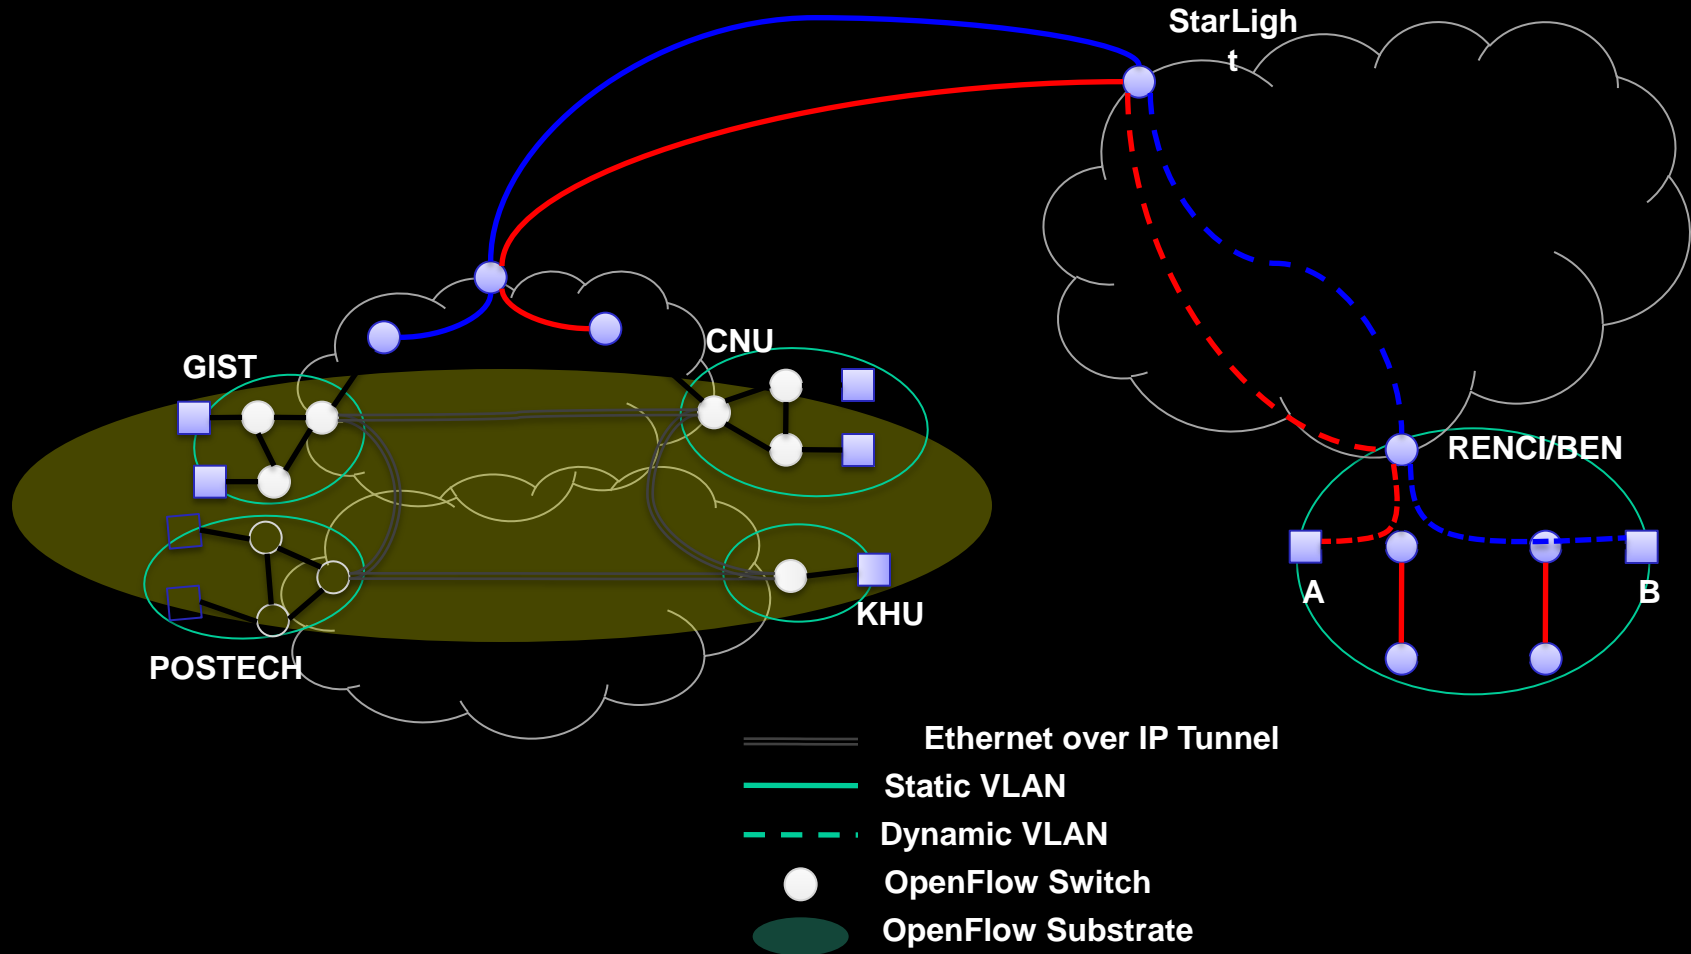 StarLigh
t
CNU
GIST
RENCI/BEN
A
B
KHU
POSTECH
Ethernet over IP Tunnel
Static VLAN
Dynamic VLAN
OpenFlow Switch
OpenFlow Substrate